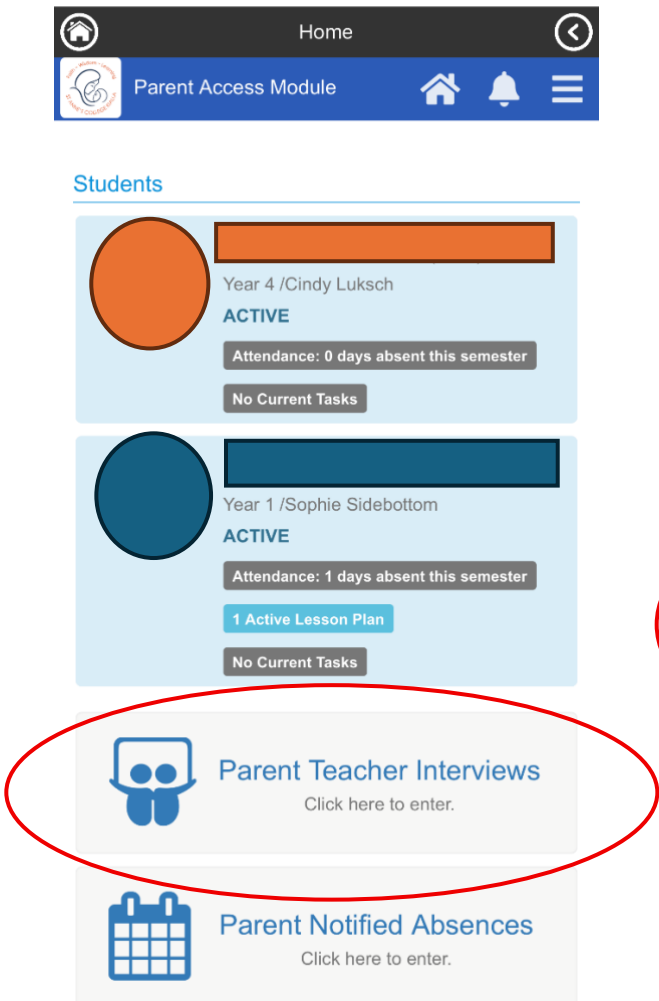 Home
Parent Access Module
Students
Year 4 /Cindy Luksch
ACTIVE
Attendance: 0 days absent this semester
No Current Tasks
Year 1 /Sophie Sidebottom
ACTIVE
Attendance: 1 days absent this semester
1 Active Lesson Plan
No Current Tasks
Parent Teacher Interviews
Click here to enter.
Parent Notified Absences
Click here to enter.